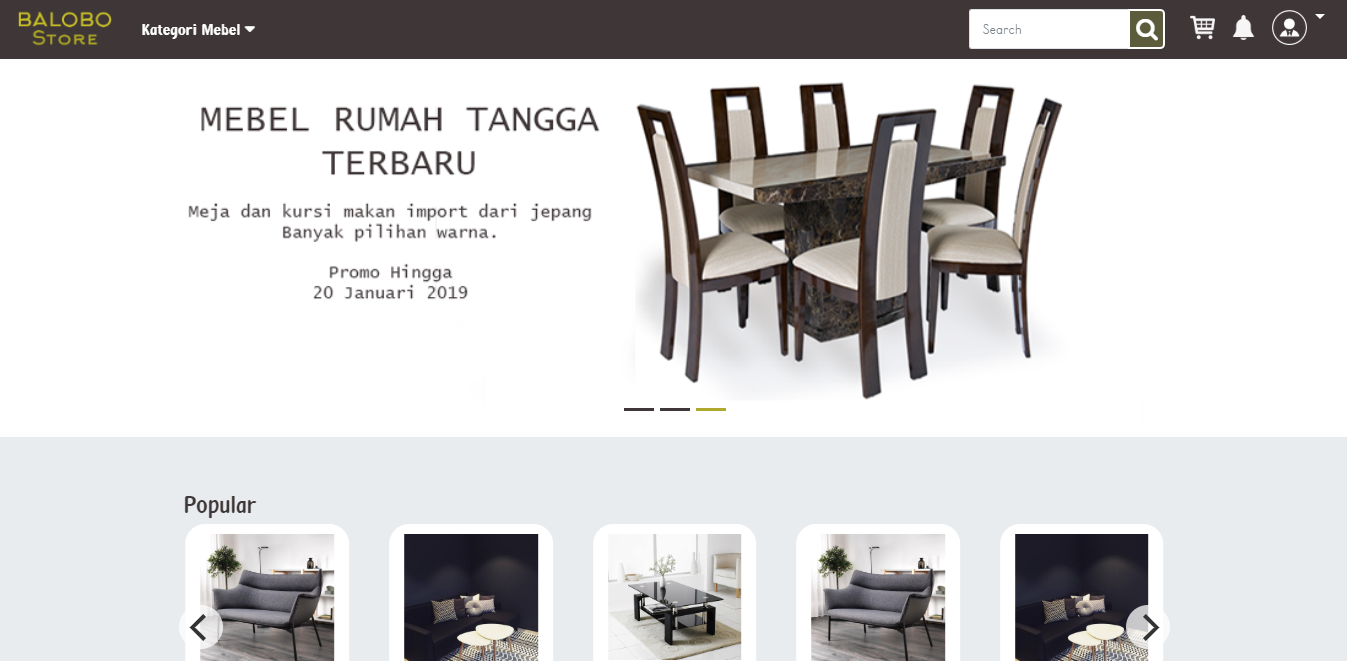 BALOBO
STORE
Kategori Mebel
Search
MEBEL RUMAH TANGGA
TERBARU
Meja dan kursi makan import dari jepang
Banyak pilihan warna.
Promo Hingga
20 Januari 2019
Popular